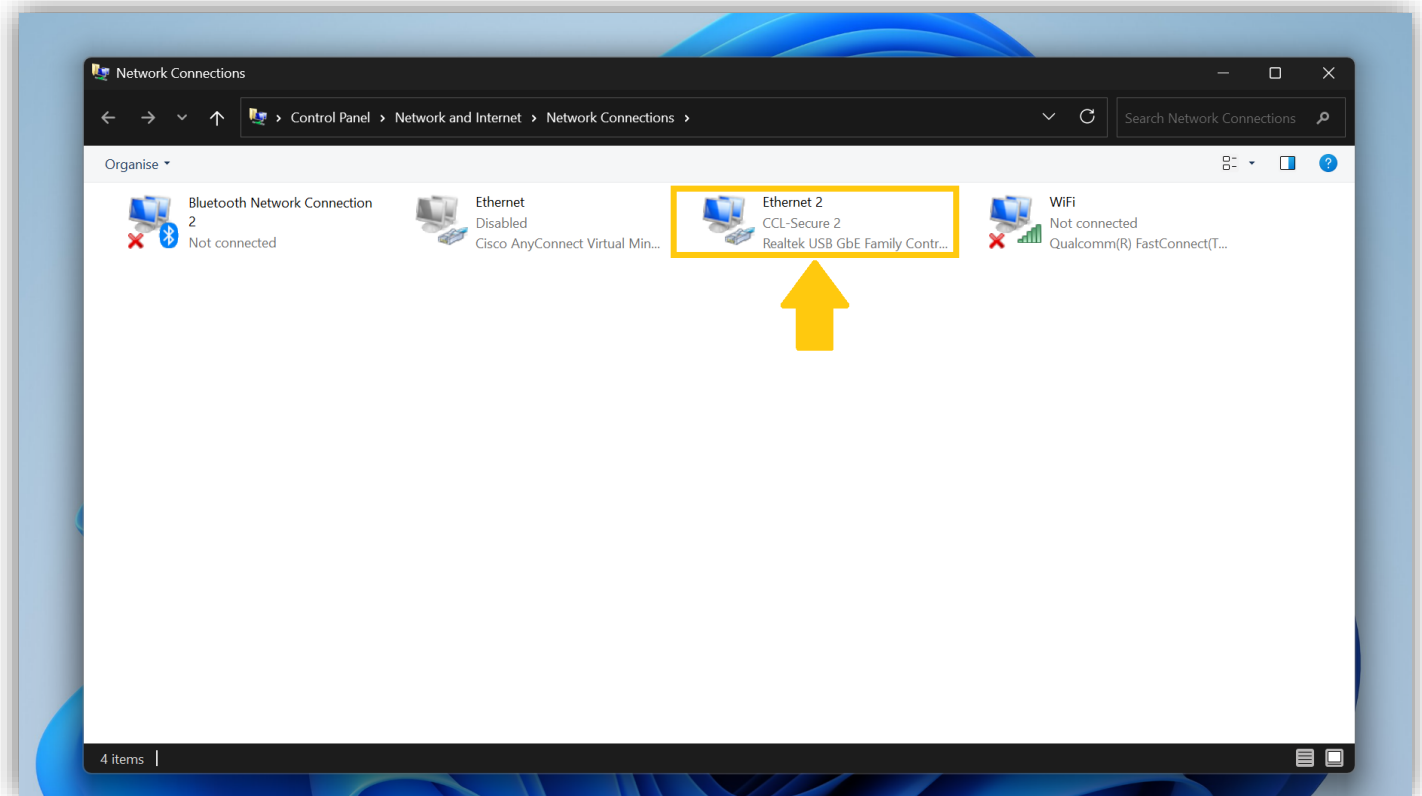 Network Connections
Control Panel > Network and Internet > Network Connections >
Search Network Connections
Organise
Bluetooth Network Connection
2
Not connected
Ethernet
Disabled
Cisco AnyConnect Virtual Min...
Ethernet 2
CCL-Secure 2
Realtek USB GbE Family Contr...
WiFi
Not connected
Qualcomm(R) FastConnect(T...
4 items